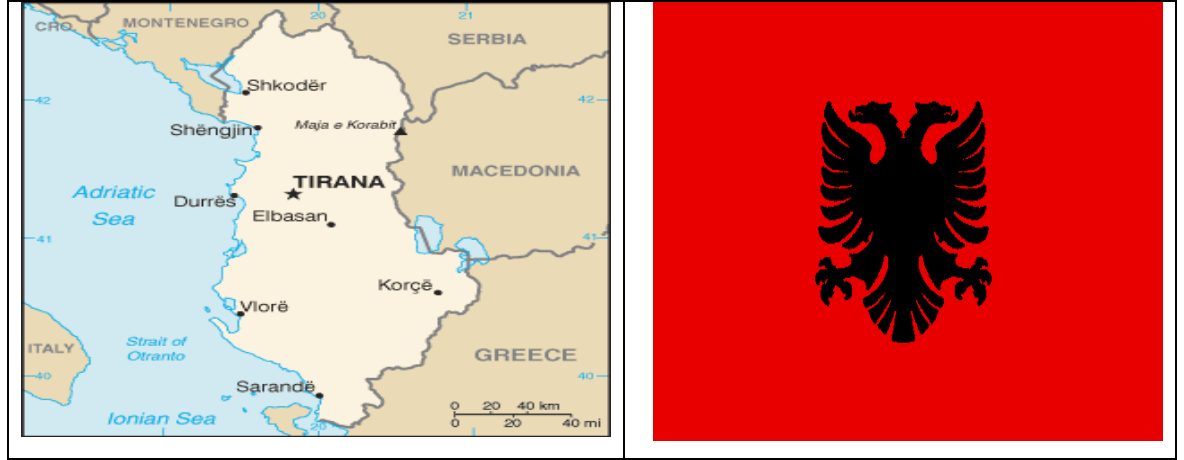 20
21
CRO.
MONTENEGRO
SERBIA
Shkodër
42
42
Shëngjin
Maja e Korabit
MACEDONIA
Adriatic
Sea
TIRANA
Durrës
Elbasan
41
41
Korçë
Vlorë
ITALY
Strait of
Otranto
GREECE
40
40
Sarandë
0 20 40 km
0 20 40 mi
Ionian Sea
20